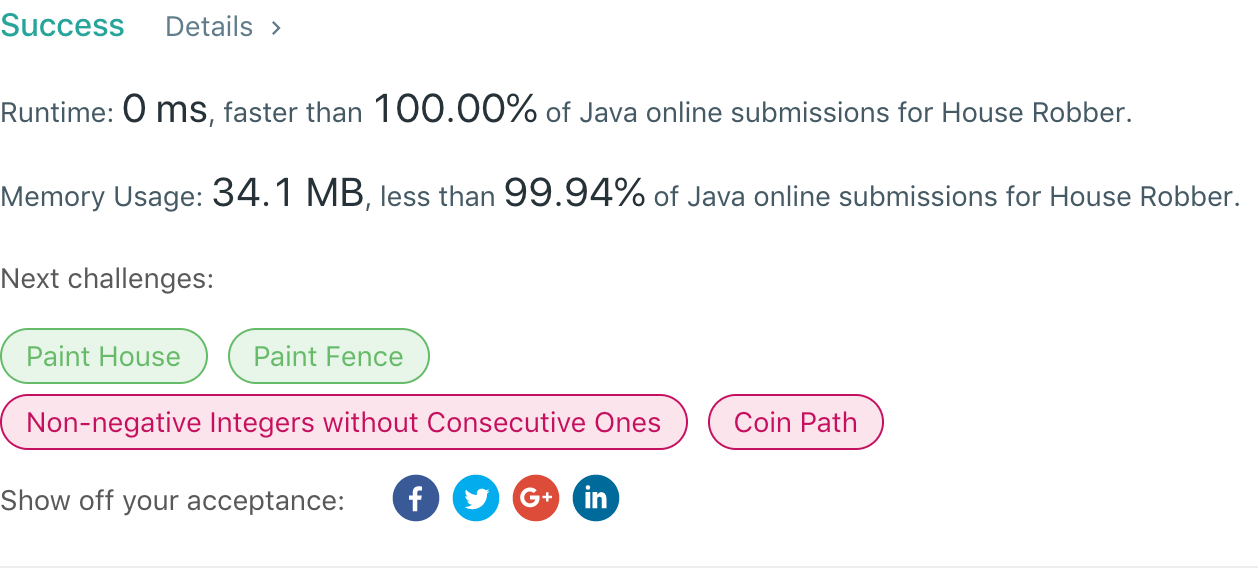 Success Details >
Runtime: 0 ms, faster than 100.00% of Java online submissions for House Robber.
Memory Usage: 34.1 MB, less than 99.94% of Java online submissions for House Robber.
Next challenges:
Paint House Paint Fence
Non-negative Integers without Consecutive Ones Coin Path
Show off your acceptance: f G+ in